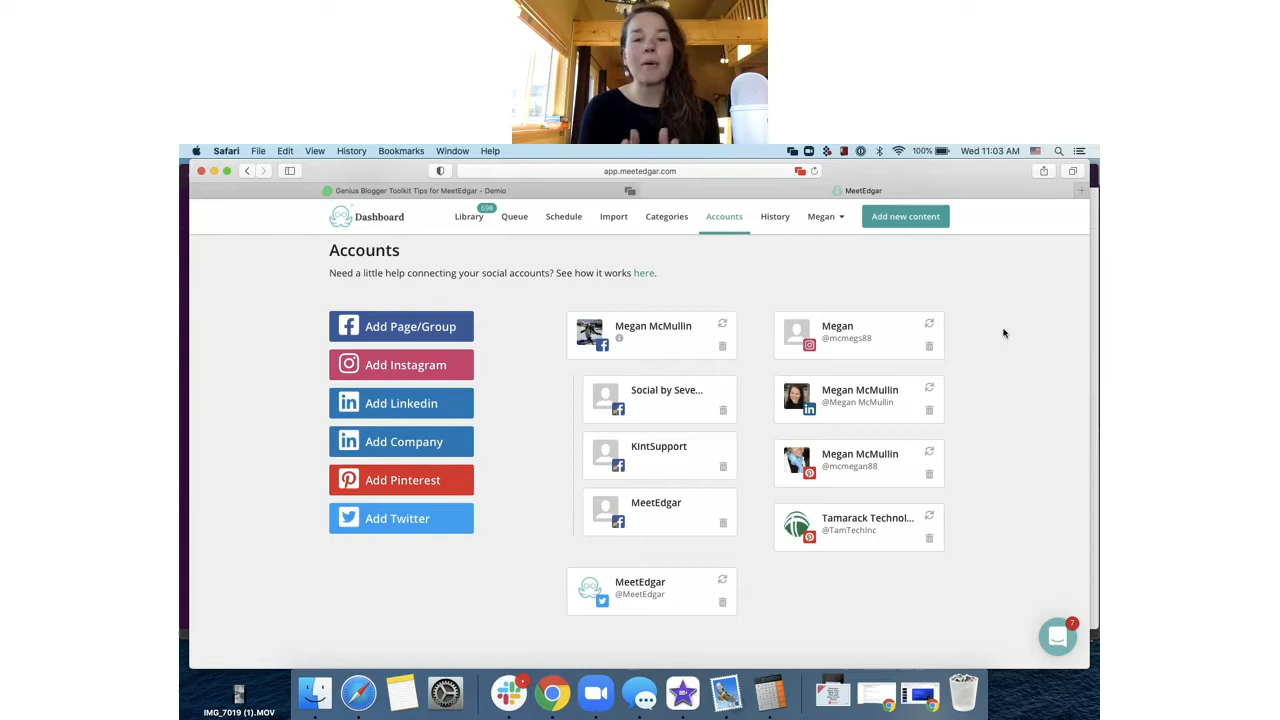 Safari File Edit View History Bookmarks Window Help 100% Wed 11:03 AM
app.meetedgar.com
Genius Blogger Toolkit Tips for MeetEdgar - Demio MeetEdgar
Dashboard Library 698 Queue Schedule Import Categories Accounts History Megan Add new content
Accounts
Need a little help connecting your social accounts? See how it works here.
Add Page/Group
Add Instagram
Add Linkedin
Add Company
Add Pinterest
Add Twitter
Megan McMullin
Social by Seve...
KintSupport
MeetEdgar
MeetEdgar
@MeetEdgar
Megan
@mcmegs88
Megan McMullin
@Megan McMullin
Megan McMullin
@mcmegan88
Tamarack Technol...
@TamTechInc
7
IMG_7019 (1).MOV